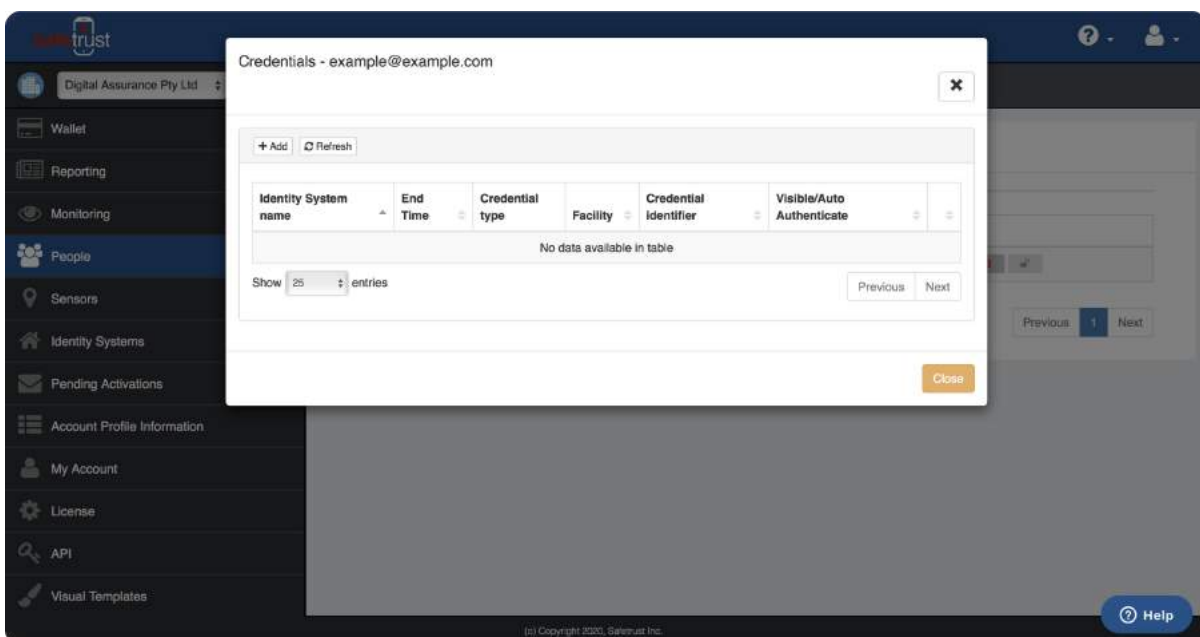 safetrust
Credentials - example@example.com
Digital Assurance Pty Ltd
Wallet
Reporting
Monitoring
People
Sensors
Identity Systems
Pending Activations
Account Profile Information
My Account
License
API
Visual Templates
+ Add Refresh
Identity System name End Time Credential type Facility Credential identifier Visible/Auto Authenticate
No data available in table
Show 25 entries
Previous Next
Previous 1 Next
Close
Help
(c) Copyright 2020, Safetrust Inc.